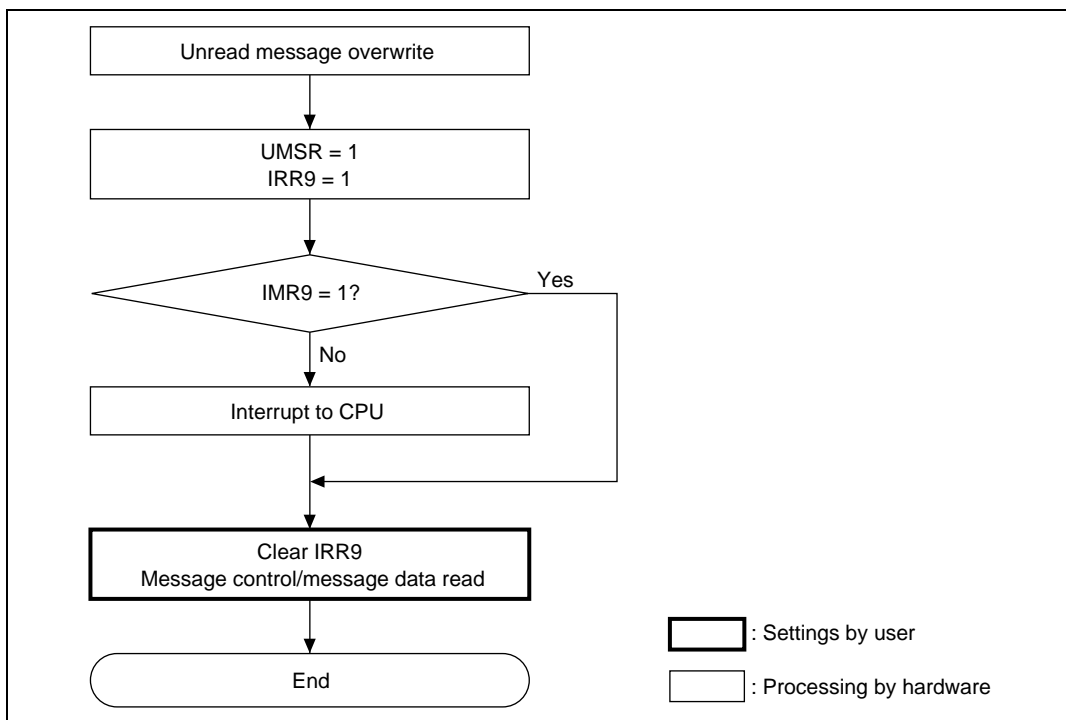 Unread message overwrite
UMSR = 1
IRR9 = 1
IMR9 = 1?
Yes
No
Interrupt to CPU
Clear IRR9
Message control/message data read
End
: Settings by user
: Processing by hardware